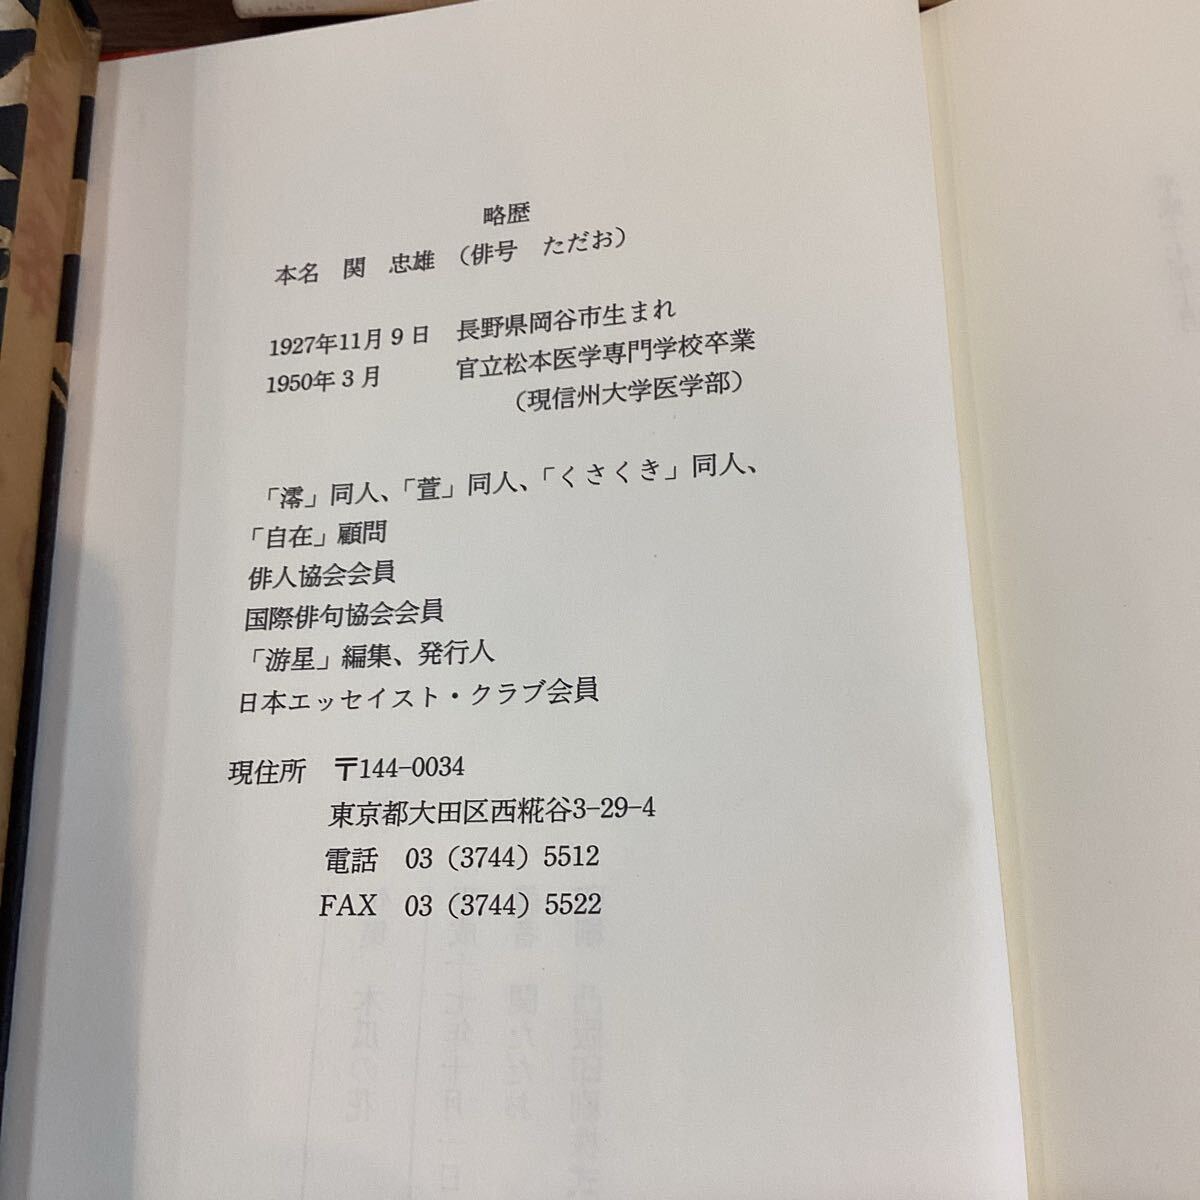 略歴
本名　関　忠雄（俳号　ただお）
1927年11月9日　長野県岡谷市生まれ
1950年3月　官立松本医学専門学校卒業
（現信州大学医学部）
「澪」同人、「萱」同人、「くさくき」同人、
「自在」顧問
俳人協会会員
国際俳句協会会員
「游星」編集、発行人
日本エッセイスト・クラブ会員
現住所　〒144-0034
東京都大田区西糀谷3-29-4
電話　03（3744）5512
FAX　03（3744）5522